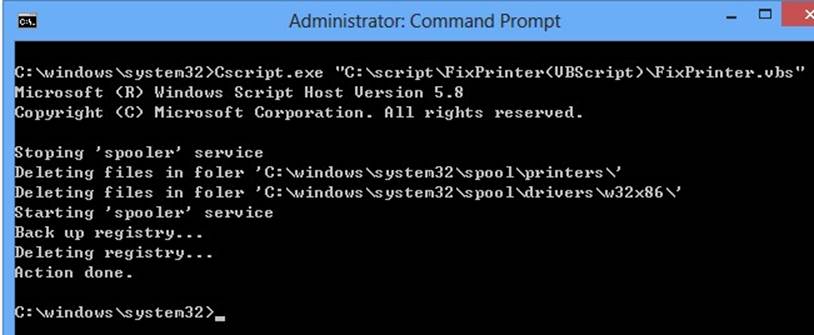 Administrator: Command Prompt
C:\windows\system32>Cscript.exe "C:\script\FixPrinter(VBScript)\FixPrinter.vbs"
Microsoft (R) Windows Script Host Version 5.8
Copyright (C) Microsoft Corporation. All rights reserved.
Stoping 'spooler' service
Deleting files in foler 'C:\windows\system32\spool\printers\'
Deleting files in foler 'C:\windows\system32\spool\drivers\w32x86\'
Starting 'spooler' service
Back up registry...
Deleting registry...
Action done.
C:\windows\system32>